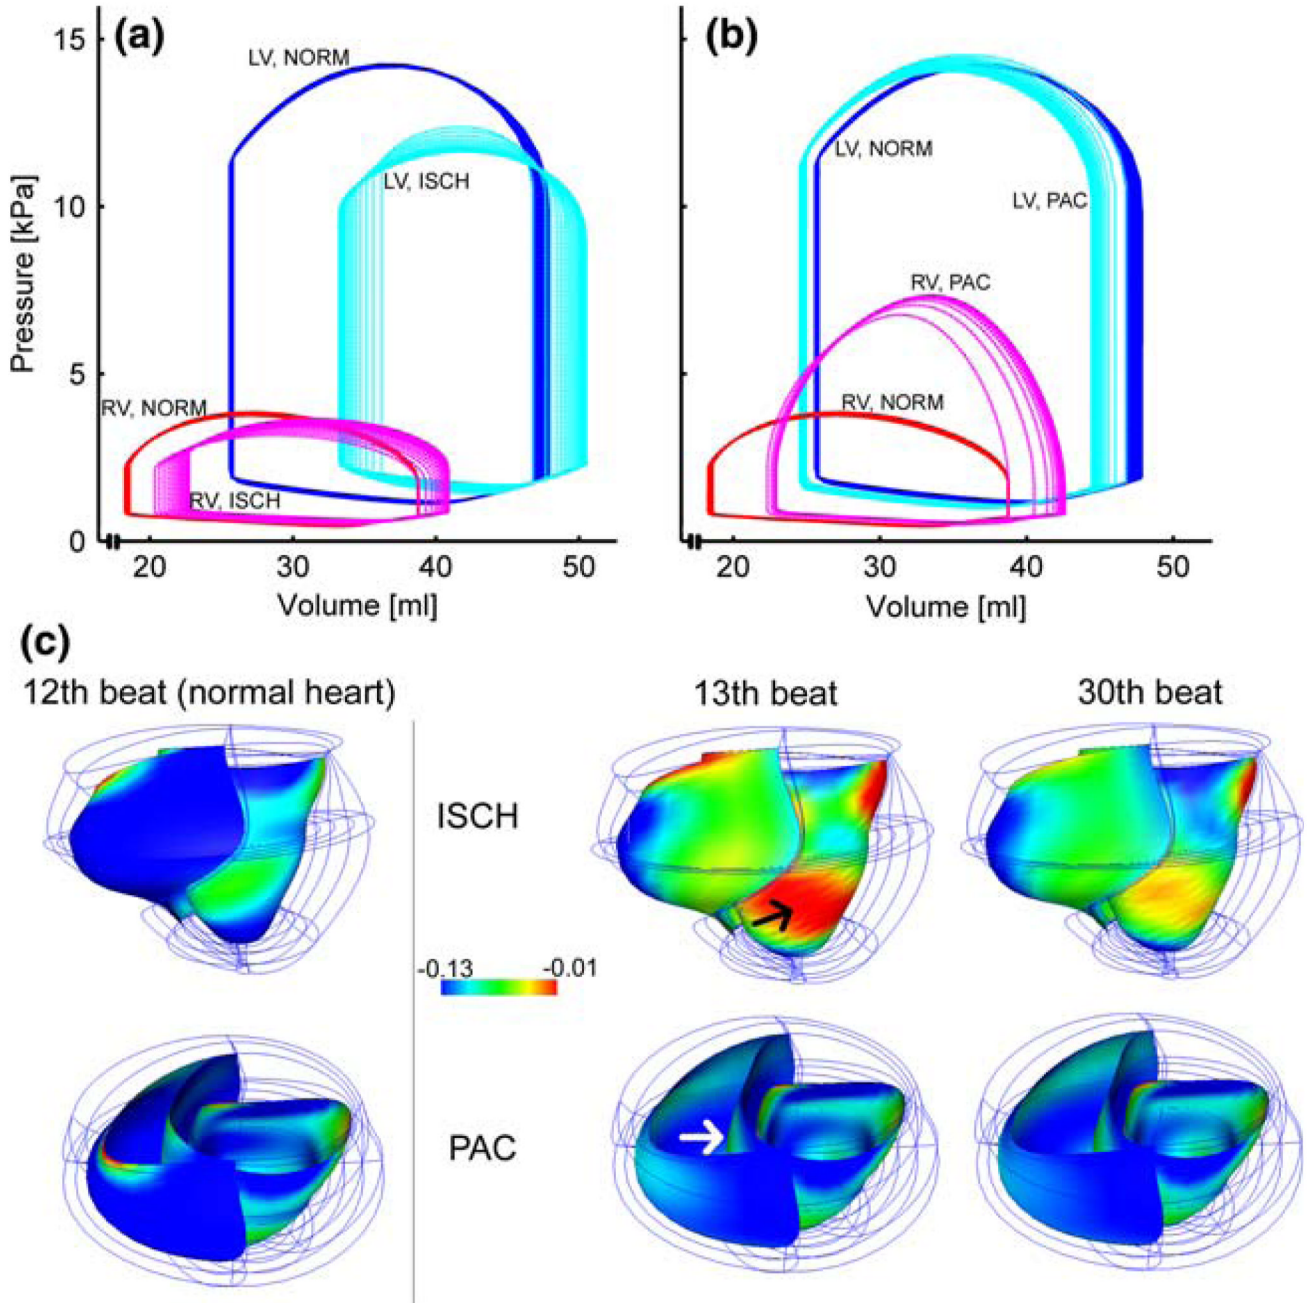 (a)
(b)
Pressure [kPa]
15
10
5
0
LV, NORM
LV, ISCH
RV, NORM
RV, ISCH
20 30 40 50
Volume [ml]
LV, NORM
LV, PAC
RV, PAC
RV, NORM
20 30 40 50
Volume [ml]
(c)
12th beat (normal heart)
13th beat
30th beat
ISCH
-0.13 -0.01
PAC